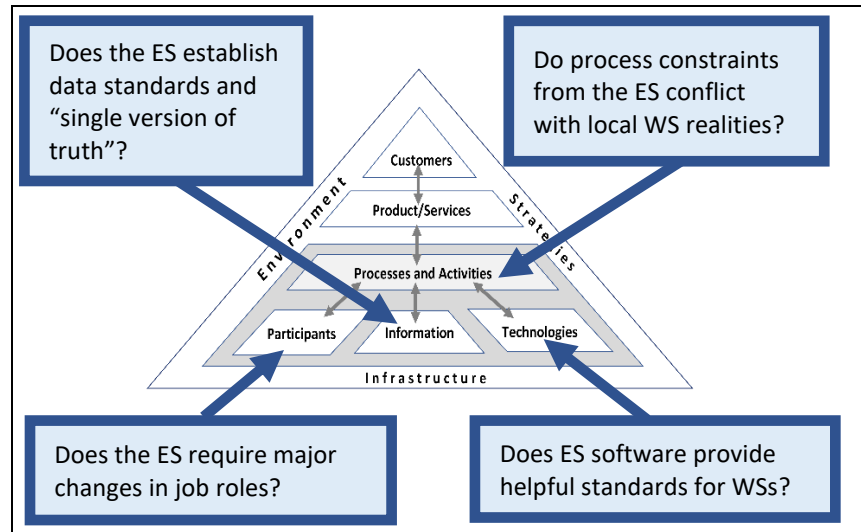 Does the ES establish
data standards and
“single version of
truth”?
Do process constraints
from the ES conflict
with local WS realities?
Customers
Product/Services
Environment
Strategies
Processes and Activities
Participants
Information
Technologies
Infrastructure
Does the ES require major
changes in job roles?
Does ES software provide
helpful standards for WSs?